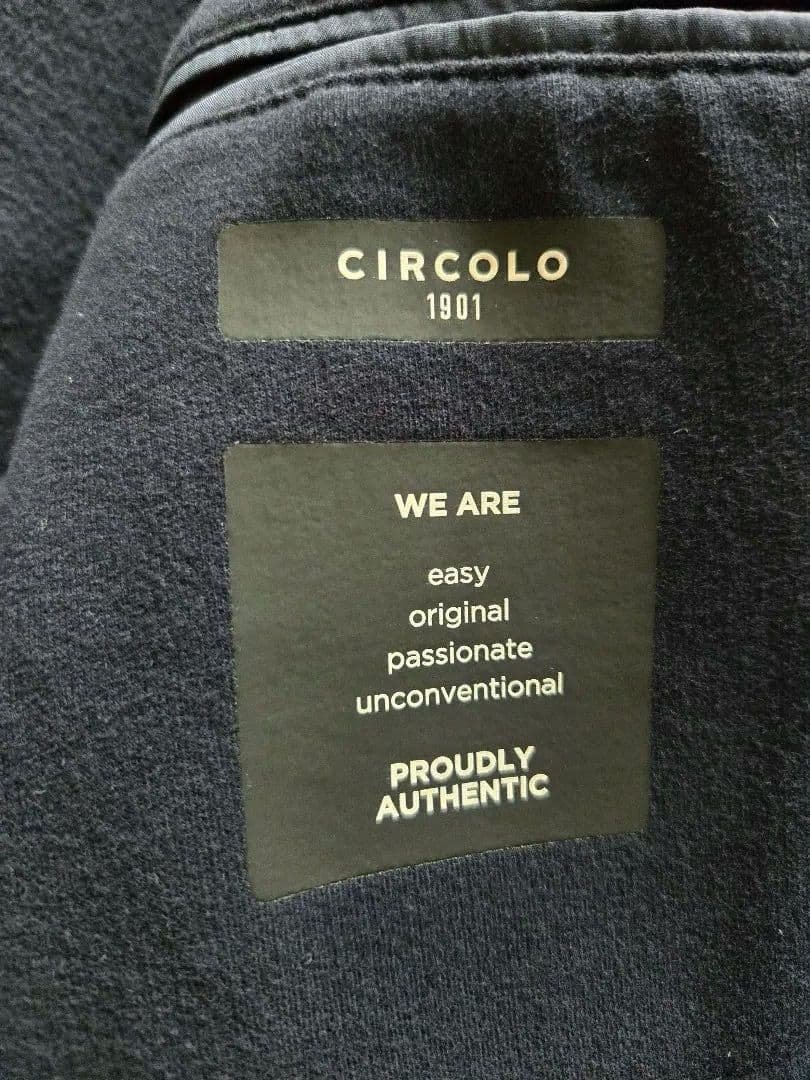 CIRCOLO
1901
WE ARE
easy
original
passionate
unconventional
PROUDLY
AUTHENTIC